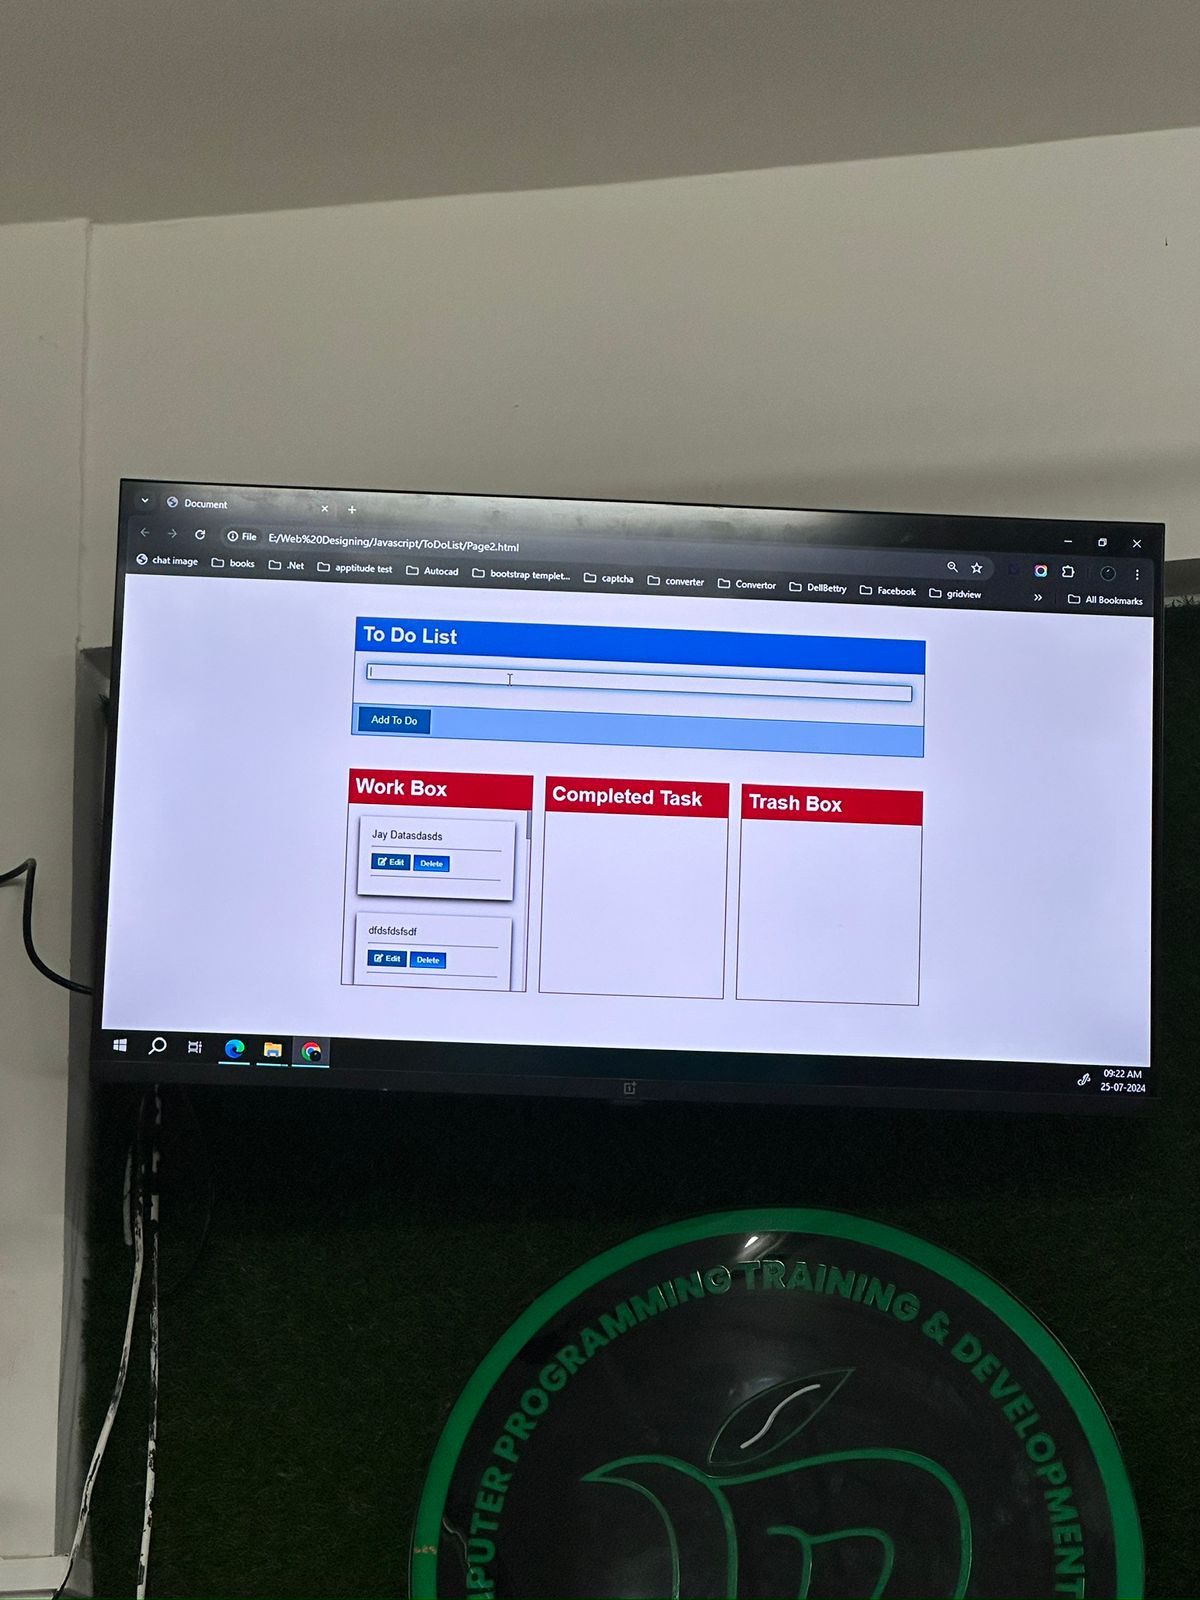 Document
File E:/Web%20Designing/Javascript/ToDoList/Page2.html
chat image books .Net apptitude test Autocad bootstrap templet... captcha converter Convertor DellBettry Facebook gridview » All Bookmarks
To Do List
Add To Do
Work Box
Jay Datasdasds
Edit Delete
dfdsfdsfsdf
Edit Delete
Completed Task
Trash Box
09:22 AM
25-07-2024
PUTER PROGRAMMING TRAINING & DEVELOPMENT